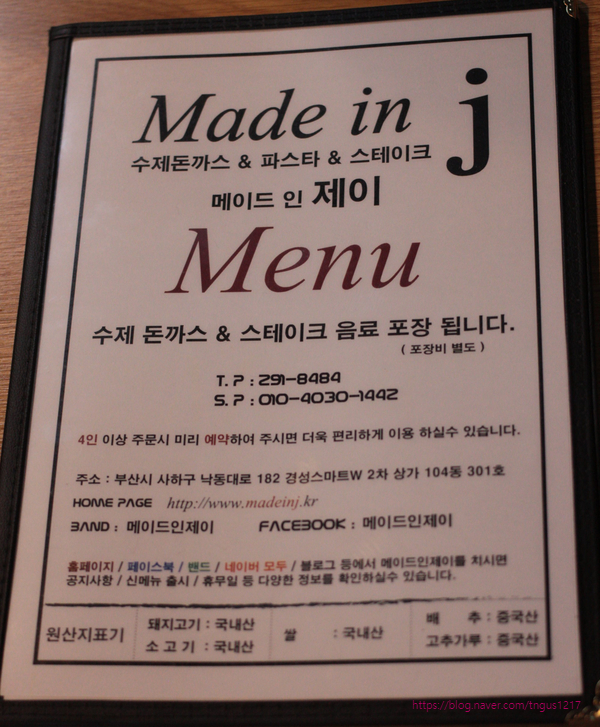 Made in j
수제돈까스 & 파스타 & 스테이크
메이드 인 제이
Menu
수제 돈까스 & 스테이크 음료 포장 됩니다.
( 포장비 별도 )
T. P : 291-8484
S. P : 010-4030-1442
4인 이상 주문시 미리 예약하여 주시면 더욱 편리하게 이용 하실수 있습니다.
주소 : 부산시 사하구 낙동대로 182 경성스마트W 2차 상가 104동 301호
HOME PAGE http://www.madeinj.kr
BAND : 메이드인제이 FACEBOOK : 메이드인제이
홈페이지 / 페이스북 / 밴드 / 네이버 모두 / 블로그 등에서 메이드인제이를 치시면
공지사항 / 신메뉴 출시 / 휴무일 등 다양한 정보를 확인하실수 있습니다.
원산지표기
돼지고기 : 국내산
소 고 기 : 국내산
쌀 : 국내산
배 추 : 중국산
고추가루 : 중국산
https://blog.naver.com/tngus1217